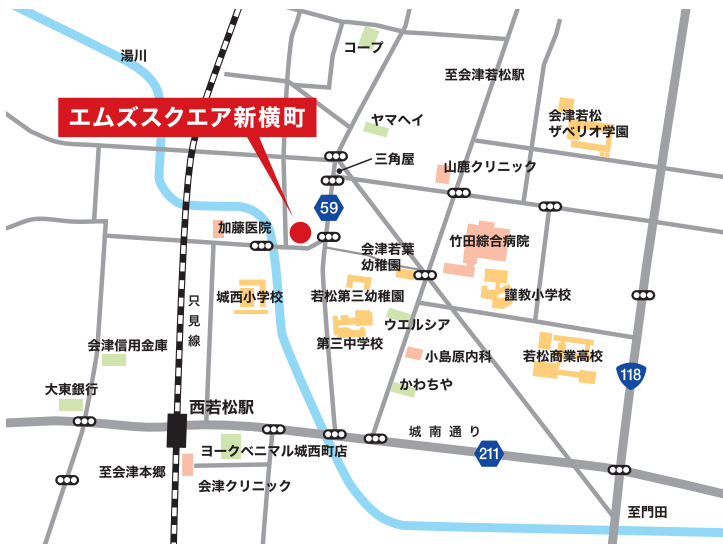 湯川
コープ
至会津若松駅
エムズスクエア新横町
ヤマヘイ
会津若松
ザベリオ学園
三角屋
山鹿クリニック
59
加藤医院
竹田綜合病院
会津若葉
幼稚園
城西小学校
若松第三幼稚園
謹教小学校
只見線
ウエルシア
第三中学校
会津信用金庫
小島原内科
若松商業高校
118
大東銀行
かわちや
西若松駅
城南通り
ヨークベニマル城西町店
211
至会津本郷
会津クリニック
至門田